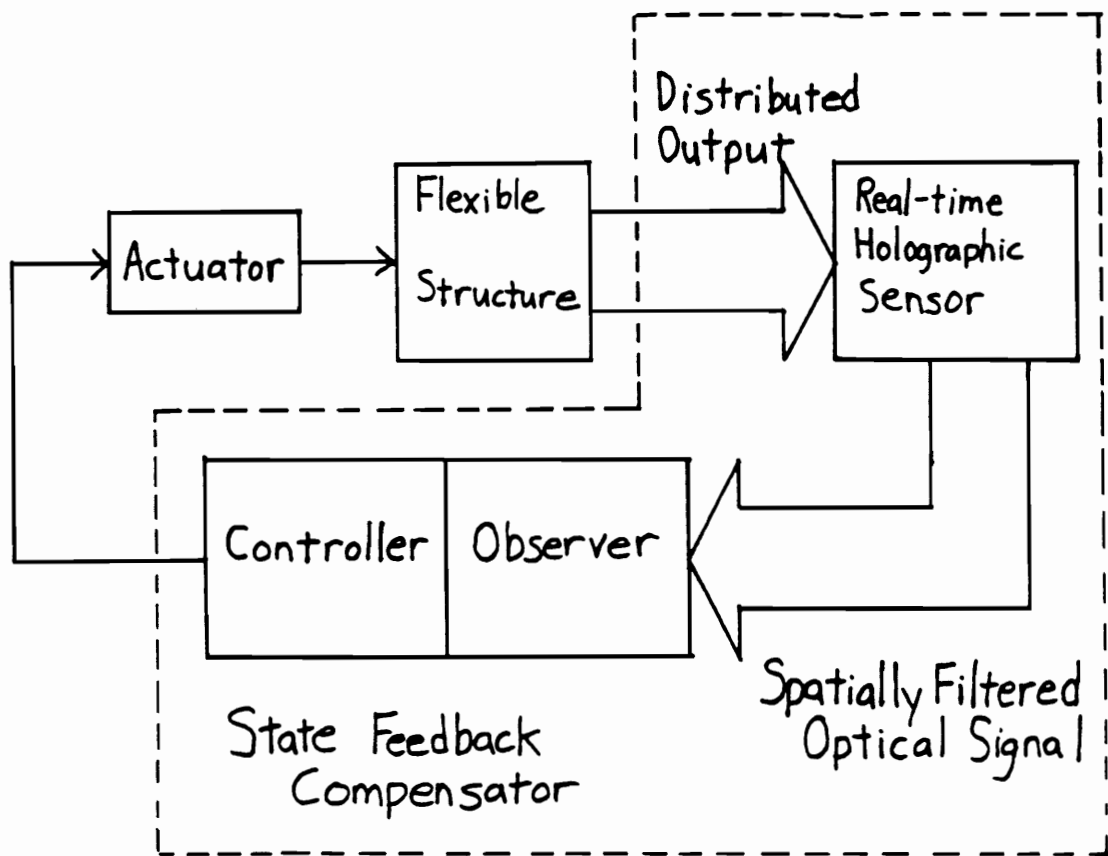 Distributed
Output
Flexible
Structure
Real-time
Holographic
Sensor
Actuator
Controller
Observer
Spatially Filtered
Optical Signal
State Feedback
Compensator